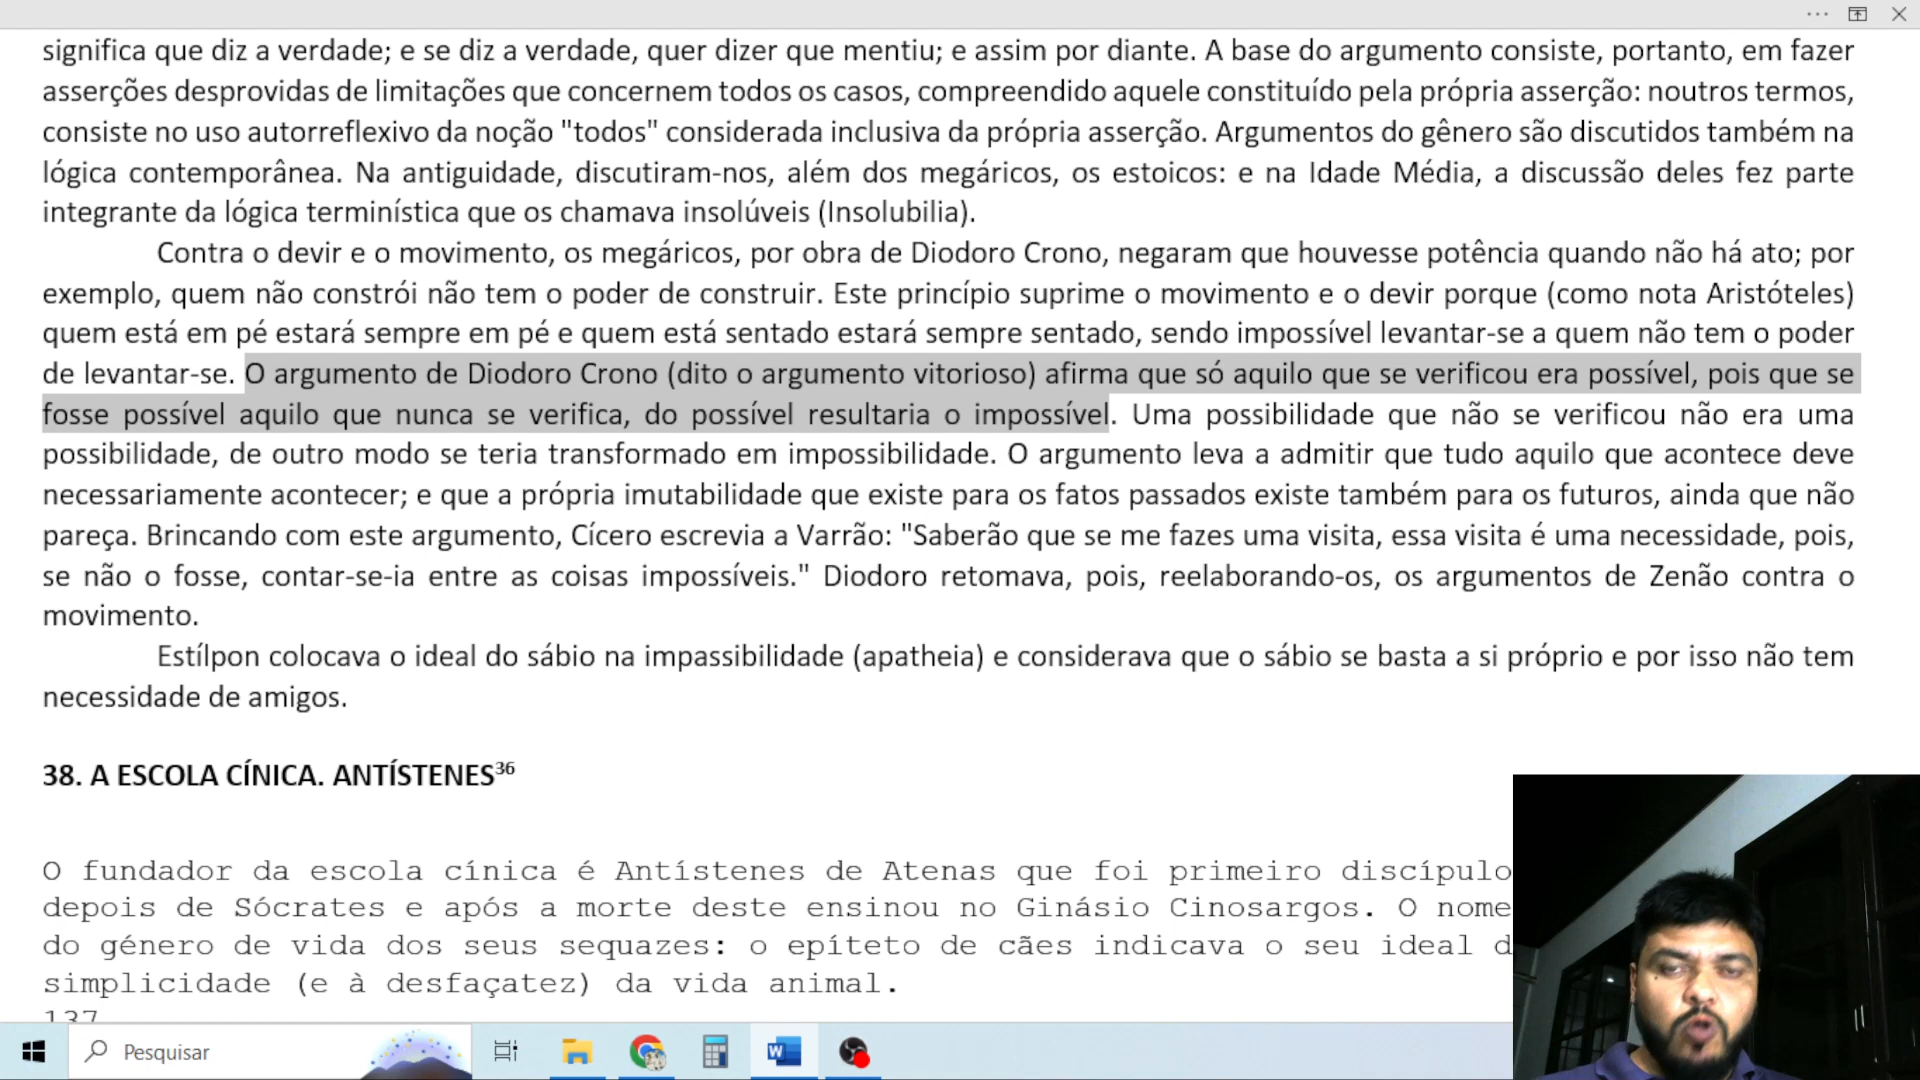 significa que diz a verdade; e se diz a verdade, quer dizer que mentiu; e assim por diante. A base do argumento consiste, portanto, em fazer
asserções desprovidas de limitações que concernem todos os casos, compreendido aquele constituído pela própria asserção: noutros termos,
consiste no uso autorreflexivo da noção "todos" considerada inclusiva da própria asserção. Argumentos do gênero são discutidos também na
lógica contemporânea. Na antiguidade, discutiram-nos, além dos megáricos, os estoicos: e na Idade Média, a discussão deles fez parte
integrante da lógica terminística que os chamava insolúveis (Insolubilia).
Contra o devir e o movimento, os megáricos, por obra de Diodoro Crono, negaram que houvesse potência quando não há ato; por
exemplo, quem não constrói não tem o poder de construir. Este princípio suprime o movimento e o devir porque (como nota Aristóteles)
quem está em pé estará sempre em pé e quem está sentado estará sempre sentado, sendo impossível levantar-se a quem não tem o poder
de levantar-se. O argumento de Diodoro Crono (dito o argumento vitorioso) afirma que só aquilo que se verificou era possível, pois que se
fosse possível aquilo que nunca se verifica, do possível resultaria o impossível. Uma possibilidade que não se verificou não era uma
possibilidade, de outro modo se teria transformado em impossibilidade. O argumento leva a admitir que tudo aquilo que acontece deve
necessariamente acontecer; e que a própria imutabilidade que existe para os fatos passados existe também para os futuros, ainda que não
pareça. Brincando com este argumento, Cícero escrevia a Varrão: "Saberão que se me fazes uma visita, essa visita é uma necessidade, pois,
se não o fosse, contar-se-ia entre as coisas impossíveis." Diodoro retomava, pois, reelaborando-os, os argumentos de Zenão contra o
movimento.
Estílpon colocava o ideal do sábio na impassibilidade (apatheia) e considerava que o sábio se basta a si próprio e por isso não tem
necessidade de amigos.
38. A ESCOLA CÍNICA. ANTÍSTENES36
O fundador da escola cínica é Antístenes de Atenas que foi primeiro discípulo
depois de Sócrates e após a morte deste ensinou no Ginásio Cinosargos. O nome
do género de vida dos seus sequazes: o epíteto de cães indicava o seu ideal d
simplicidade (e à desfaçatez) da vida animal.
137
Pesquisar